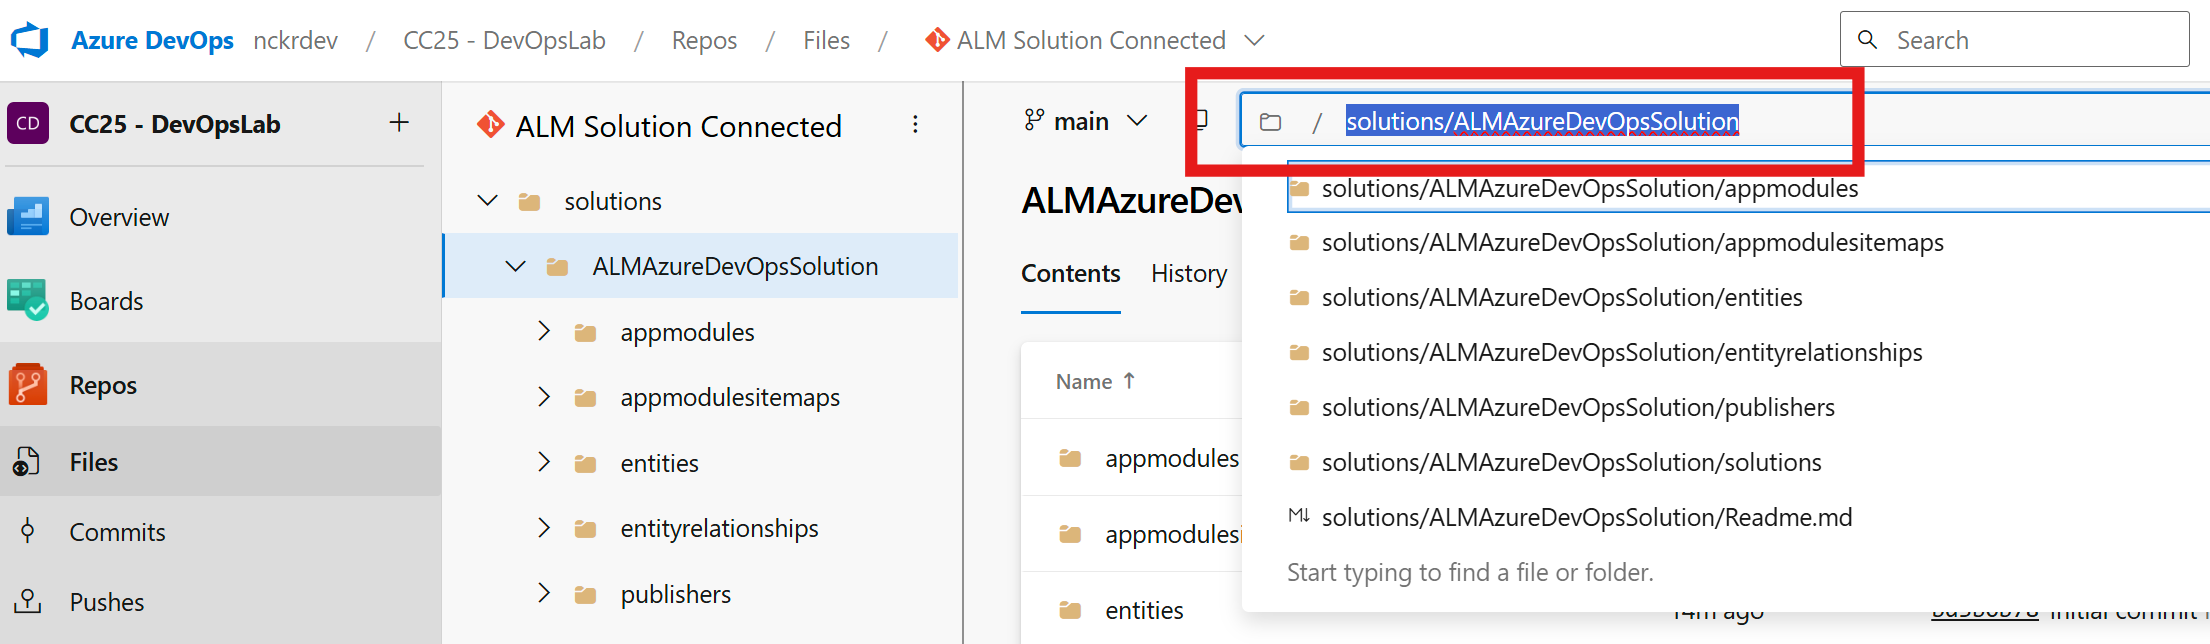 Azure DevOps nckrdev / CC25 - DevOpsLab / Repos / Files / ALM Solution Connected
Search
CD CC25 - DevOpsLab +
Overview
Boards
Repos
Files
Commits
Pushes
ALM Solution Connected
solutions
ALMAzureDevOpsSolution
appmodules
appmodulesitemaps
entities
entityrelationships
publishers
main
/ solutions/ALMAzureDevOpsSolution
solutions/ALMAzureDevOpsSolution/appmodules
solutions/ALMAzureDevOpsSolution/appmodulesitemaps
solutions/ALMAzureDevOpsSolution/entities
solutions/ALMAzureDevOpsSolution/entityrelationships
solutions/ALMAzureDevOpsSolution/publishers
solutions/ALMAzureDevOpsSolution/solutions
solutions/ALMAzureDevOpsSolution/Readme.md
Start typing to find a file or folder.
ALMAzureDev
Contents History
Name ↑
appmodules
appmodulesi
entities
14m ago Initial commit